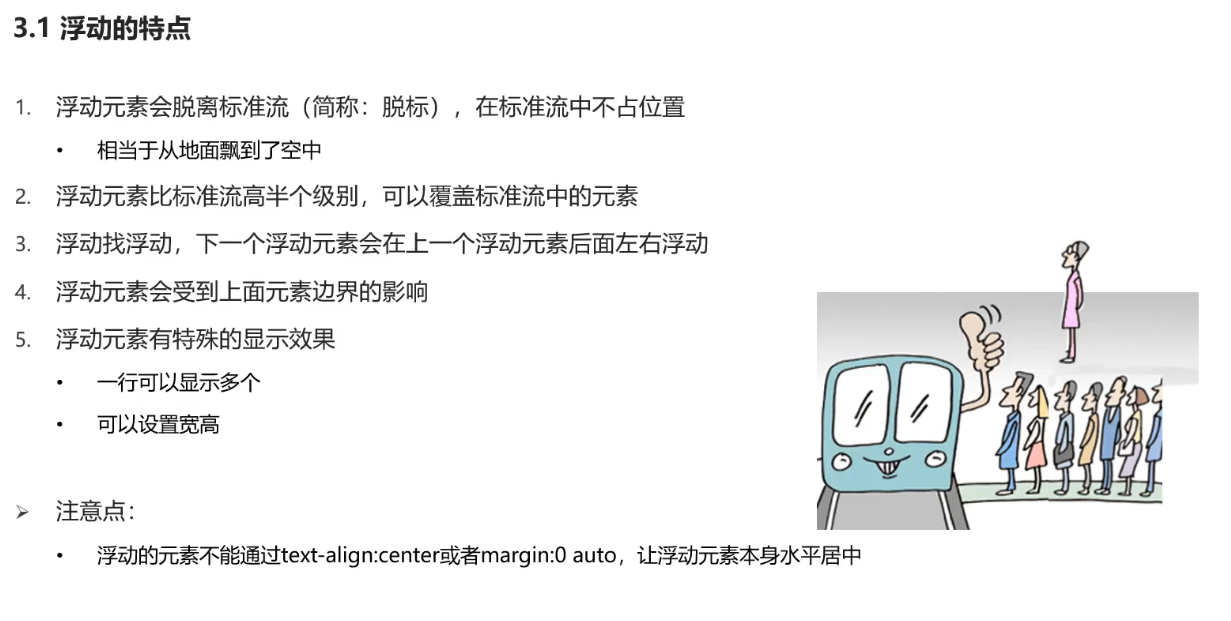 3.1 浮动的特点
1. 浮动元素会脱离标准流（简称：脱标），在标准流中不占位置
• 相当于从地面飘到了空中
2. 浮动元素比标准流高半个级别，可以覆盖标准流中的元素
3. 浮动找浮动，下一个浮动元素会在上一个浮动元素后面左右浮动
4. 浮动元素会受到上面元素边界的影响
5. 浮动元素有特殊的显示效果
• 一行可以显示多个
• 可以设置宽高
➢ 注意点：
• 浮动的元素不能通过text-align:center或者margin:0 auto，让浮动元素本身水平居中